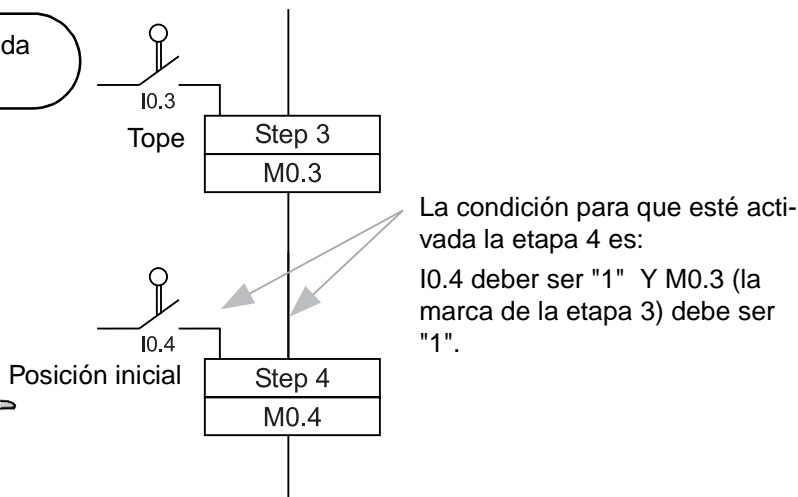 da
I0.3
Tope
Step 3
M0.3
La condición para que esté acti-
vada la etapa 4 es:
I0.4 deber ser "1" Y M0.3 (la
marca de la etapa 3) debe ser
"1".
I0.4
Posición inicial
Step 4
M0.4